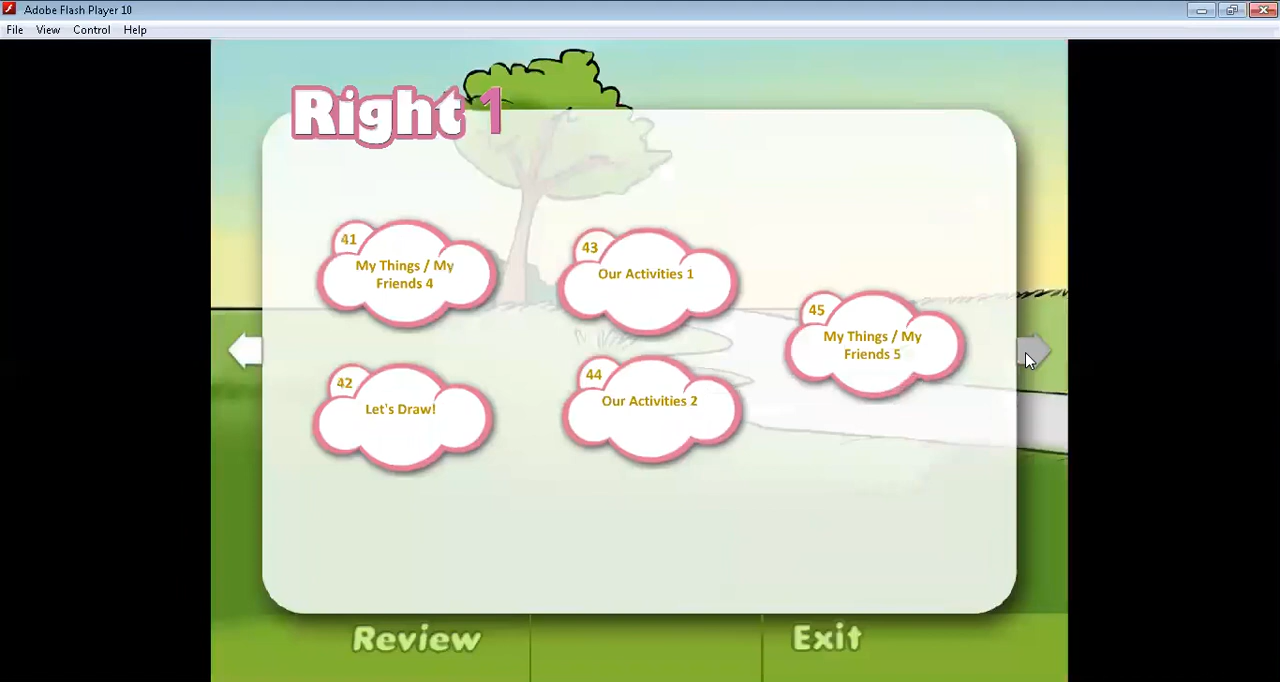 Adobe Flash Player 10
File View Control Help
Right 1
41
My Things / My
Friends 4
42
Let's Draw!
43
Our Activities 1
44
Our Activities 2
45
My Things / My
Friends 5
Review
Exit